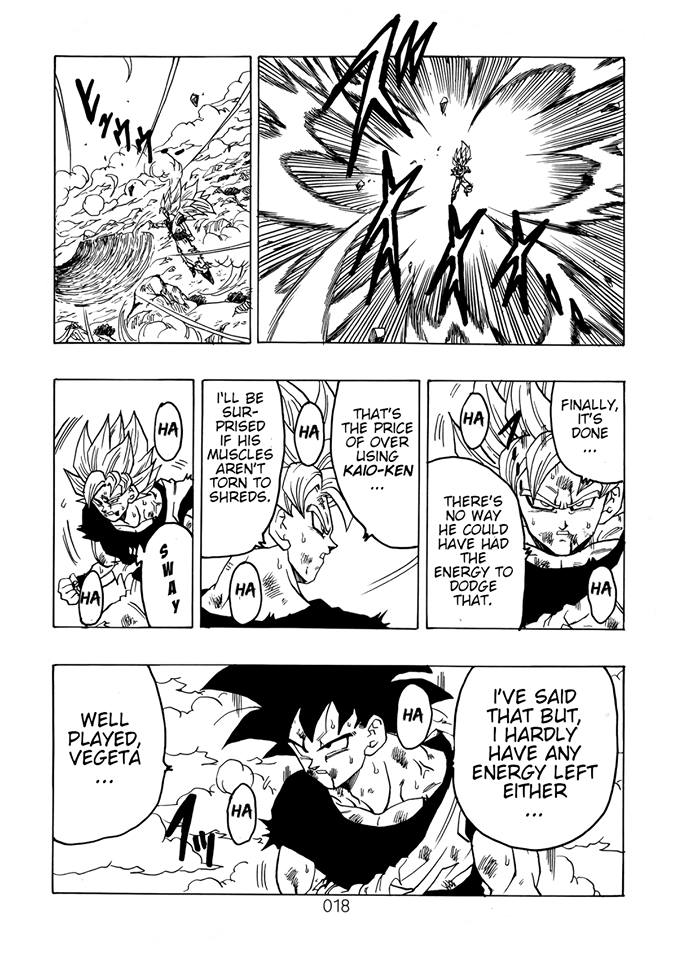 FINALLY,
IT'S
DONE
...
HA
THERE'S
NO WAY
HE COULD
HAVE HAD
THE
ENERGY TO
DODGE
THAT.
HA
THAT'S
THE PRICE
OF OVER
USING
KAIO-KEN
...
HA
I'LL BE
SUR-
PRISED
IF HIS
MUSCLES
AREN'T
TORN TO
SHREDS.
HA
HA
SWAY
HA
I'VE SAID
THAT BUT,
I HARDLY
HAVE ANY
ENERGY LEFT
EITHER
...
HA
HA
WELL
PLAYED,
VEGETA
...
018